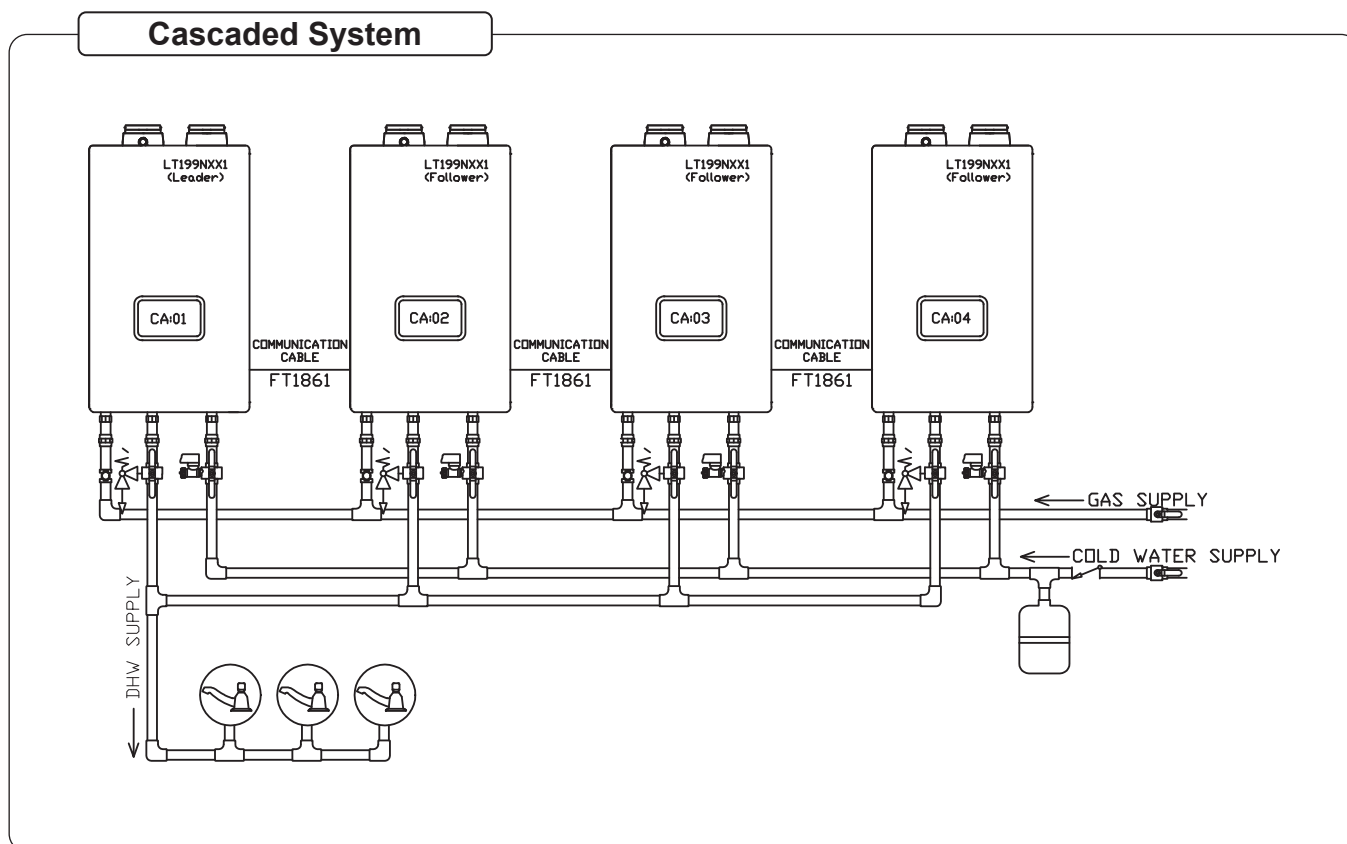 Cascaded System
LT199NXX1
(Leader)
LT199NXX1
(Follower)
LT199NXX1
(Follower)
LT199NXX1
(Follower)
CA:01
CA:02
CA:03
CA:04
COMMUNICATION
CABLE
FT1861
COMMUNICATION
CABLE
FT1861
COMMUNICATION
CABLE
FT1861
GAS SUPPLY
COLD WATER SUPPLY
DHW SUPPLY